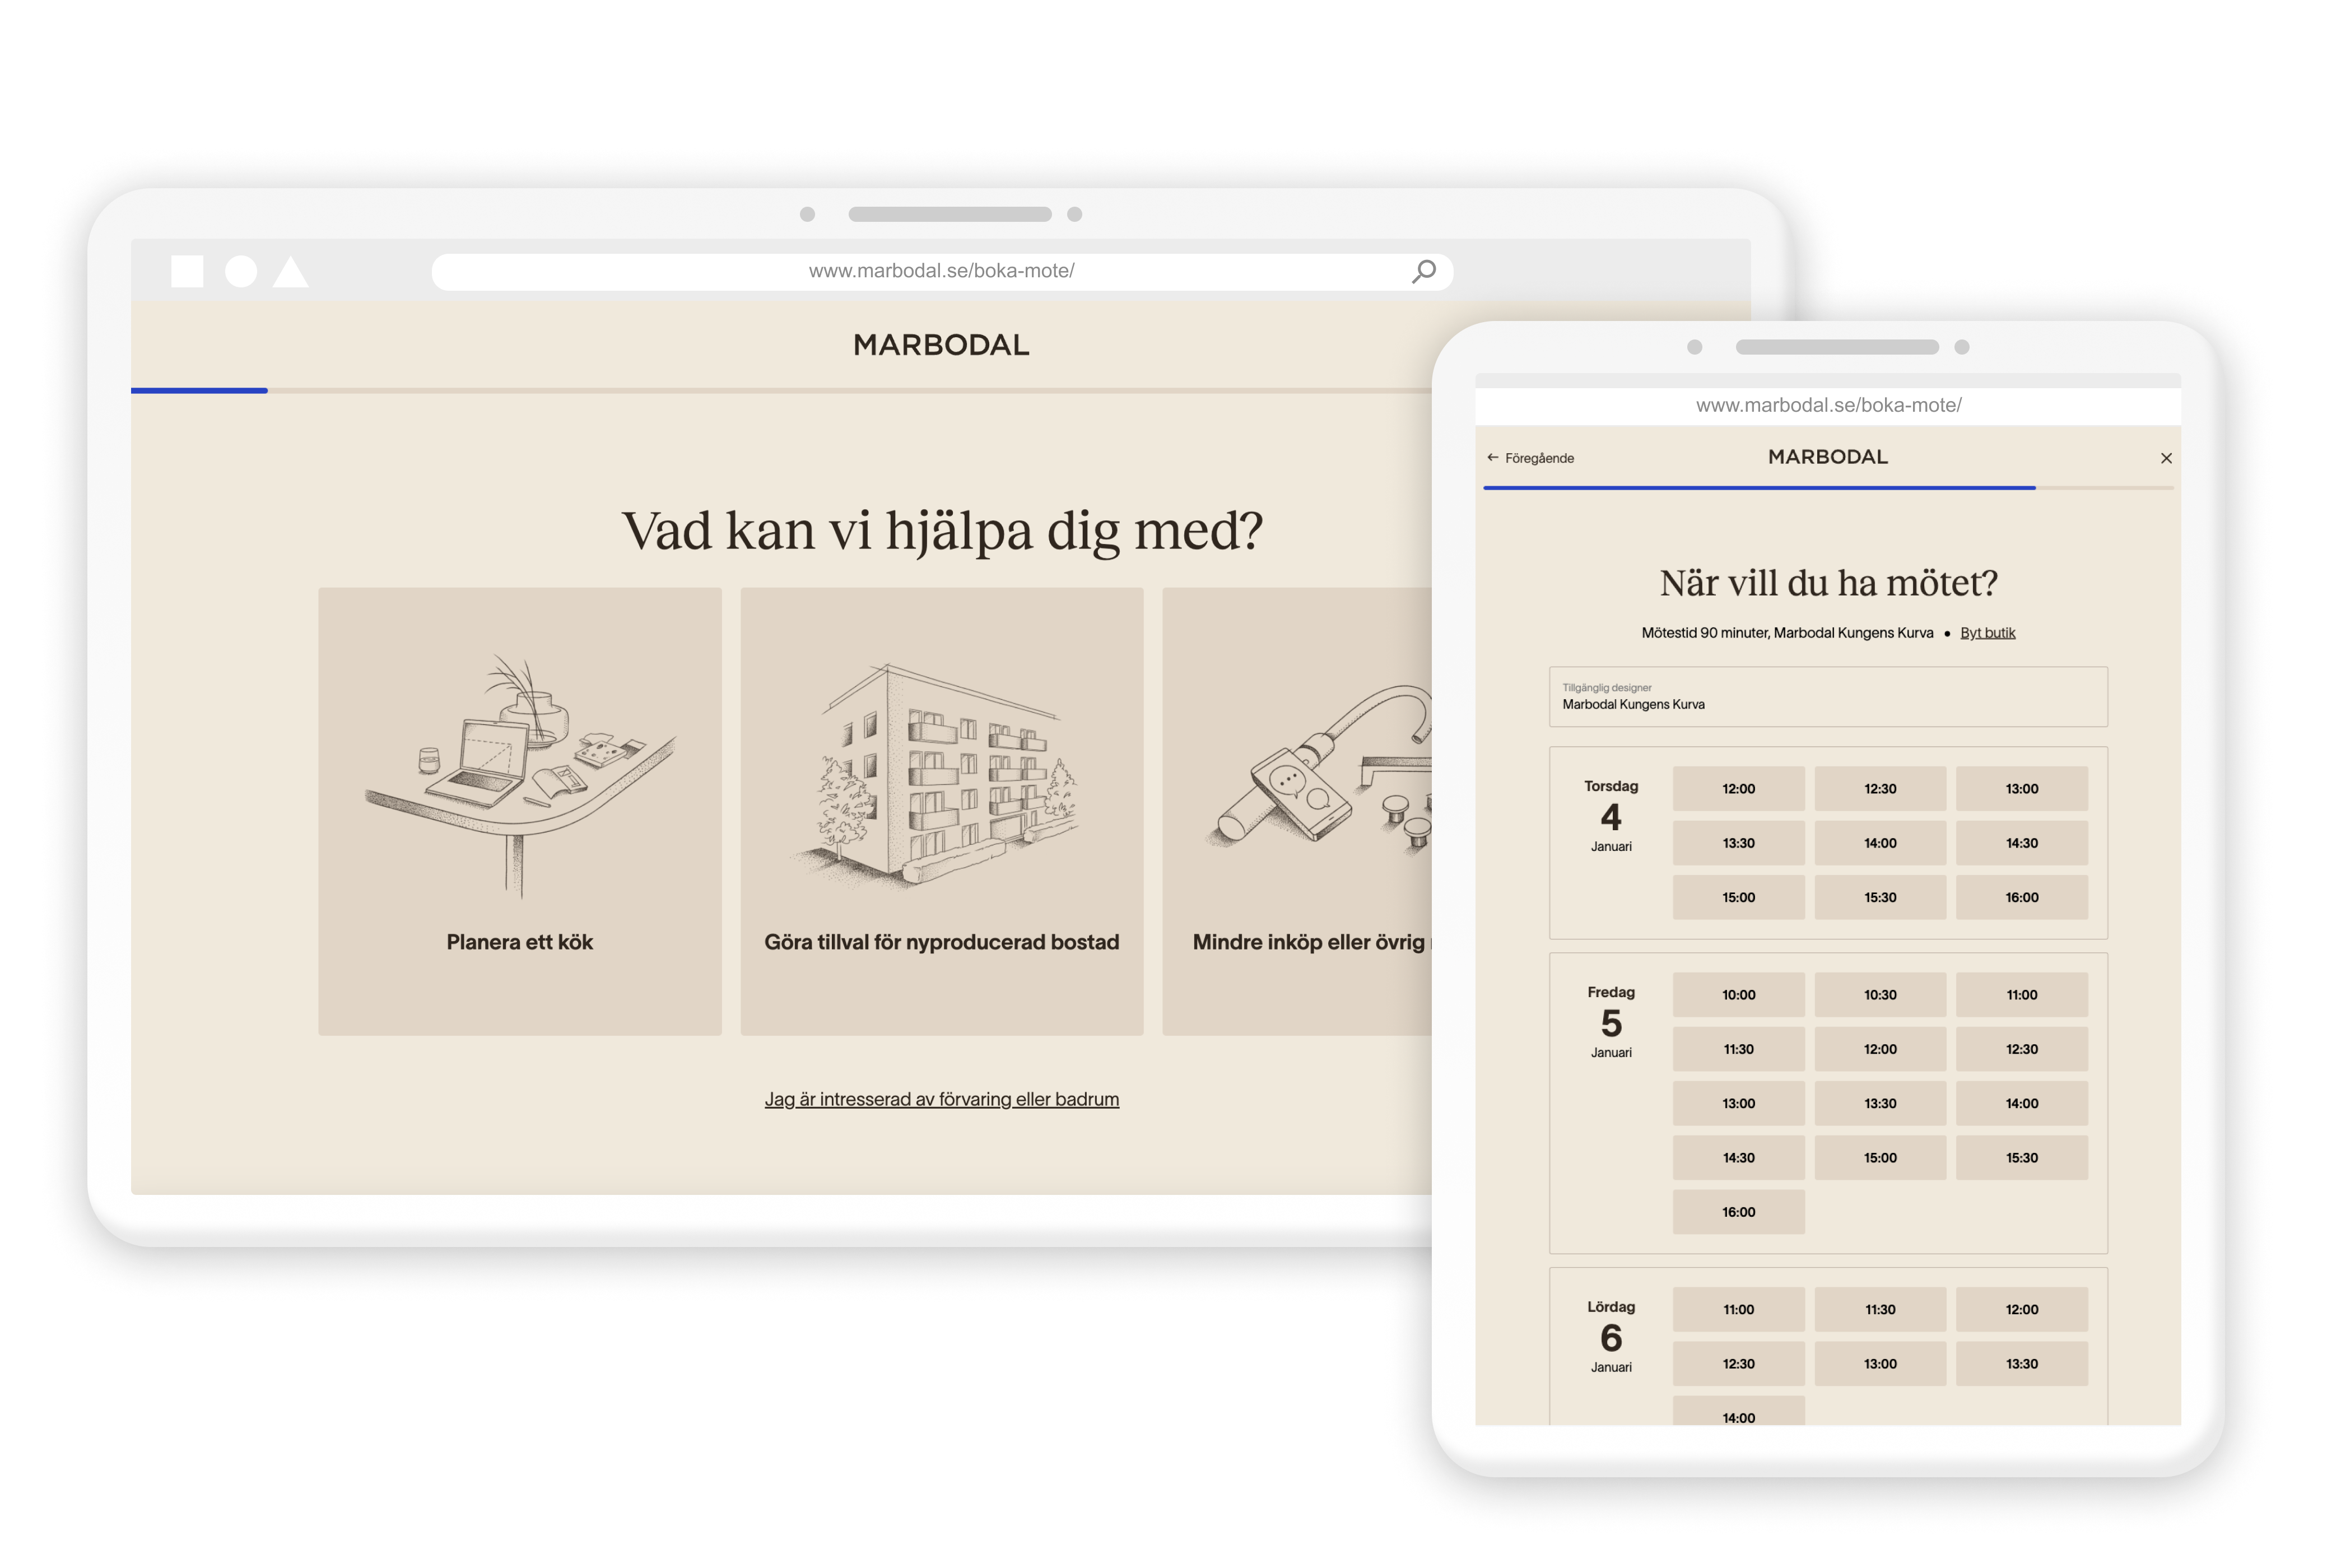 www.marbodal.se/boka-mote/
MARBODAL
Vad kan vi hjälpa dig med?
Planera ett kök
Göra tillval för nyproducerad bostad
Mindre inköp eller övrig
Jag är intresserad av förvaring eller badrum
www.marbodal.se/boka-mote/
← Föregående
MARBODAL
×
När vill du ha mötet?
Mötestid 90 minuter, Marbodal Kungens Kurva • Byt butik
Tillgänglig designer
Marbodal Kungens Kurva
Torsdag
4
Januari
12:00 12:30 13:00
13:30 14:00 14:30
15:00 15:30 16:00
Fredag
5
Januari
10:00 10:30 11:00
11:30 12:00 12:30
13:00 13:30 14:00
14:30 15:00 15:30
16:00
Lördag
6
Januari
11:00 11:30 12:00
12:30 13:00 13:30
14:00